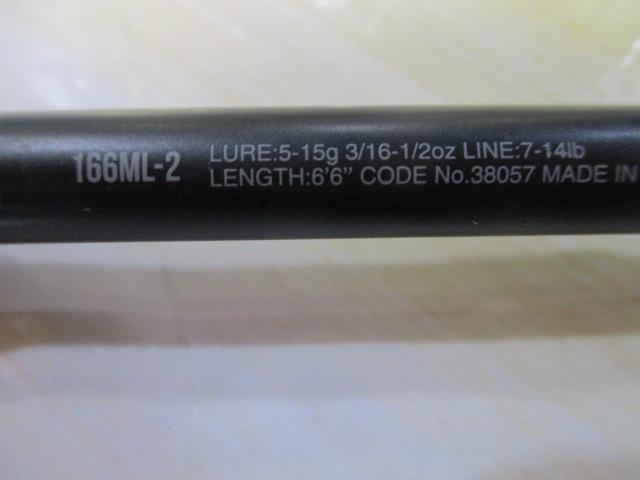 166ML-2
LURE:5-15g 3/16-1/2oz LINE:7-14lb
LENGTH:6'6" CODE No.38057 MADE IN